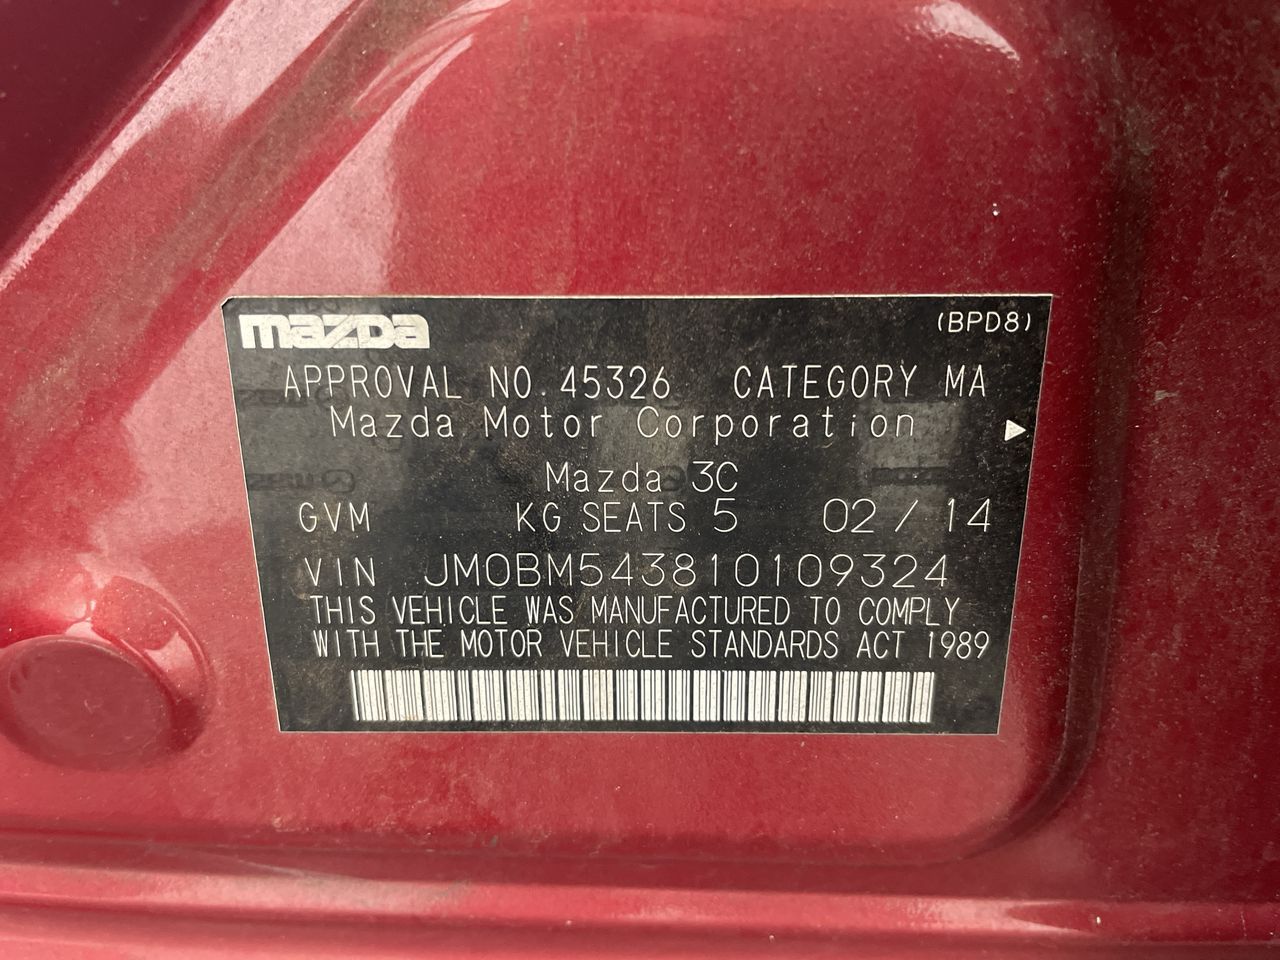 mazda (BPD8)
APPROVAL NO. 45326 CATEGORY MA
Mazda Motor Corporation
Mazda 3C
GVM KG SEATS 5 02 / 14
VIN JM0BM543810109324
THIS VEHICLE WAS MANUFACTURED TO COMPLY
WITH THE MOTOR VEHICLE STANDARDS ACT 1989